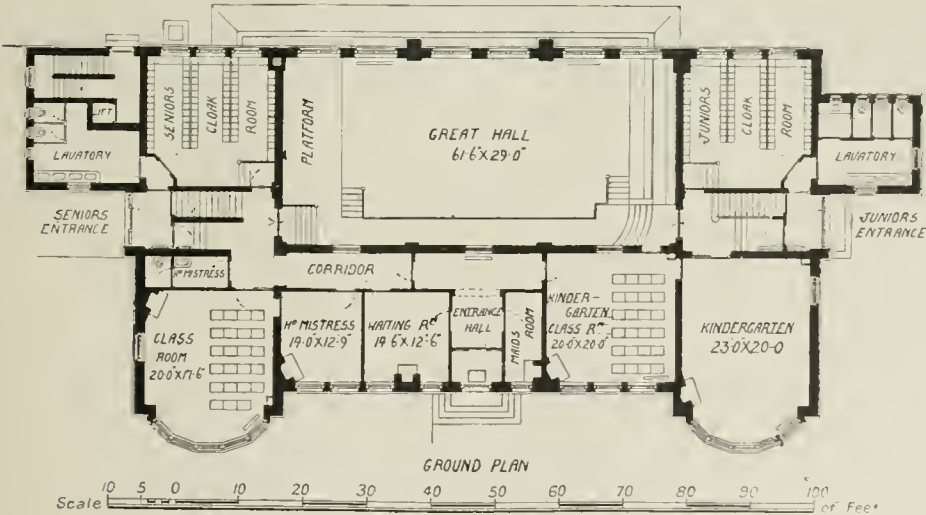 SENIORS
CLOAK
ROOM
LIFT
LAVATORY
SENIORS
ENTRANCE
PLATFORM
GREAT HALL
61.6"X29.0"
JUNIORS
CLOAK
ROOM
LAVATORY
JUNIORS
ENTRANCE
Hᴰ MISTRESS
CORRIDOR
CLASS
ROOM
20.0"X17.6"
Hᴰ MISTRESS
19.0"X12.9"
WAITING Rᴹ
19.6"X12.6"
ENTRANCE
HALL
MAIDS
ROOM
KINDER-
GARTEN
CLASS Rᴹ
20.0"X20.0"
KINDERGARTEN
23.0X20.0
GROUND PLAN
10 5 0 10 20 30 40 50 60 70 80 90 100
Scale of Feet